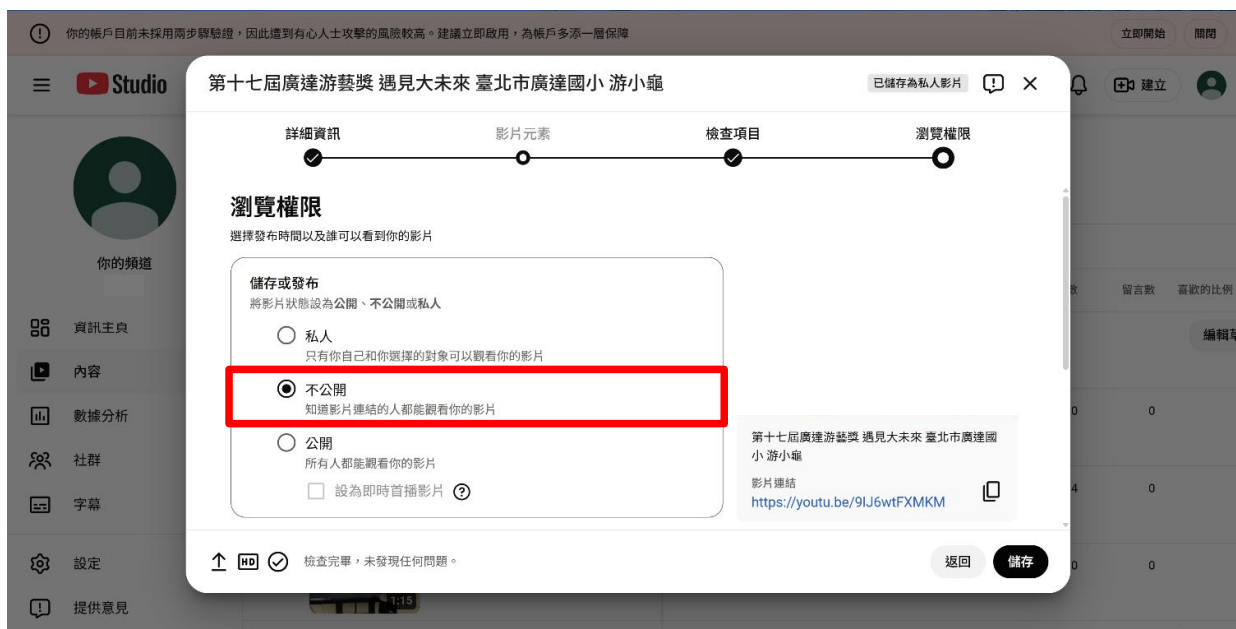 你的帳戶目前未採用兩步驟驗證，因此遭到有心人士攻擊的風險較高。建議立即啟用，為帳戶多添一層保障
立即開始
關閉
Studio
第十七屆廣達游藝獎 遇見大未來 臺北市廣達國小 游小龜
已儲存為私人影片
建立
詳細資訊
影片元素
檢查項目
瀏覽權限
瀏覽權限
選擇發布時間以及誰可以看到你的影片
你的頻道
儲存或發布
將影片狀態設為公開、不公開或私人
數
留言數
喜歡的比例
私人
只有你自己和你選擇的對象可以觀看你的影片
資訊主頁
編輯草
內容
不公開
知道影片連結的人都能觀看你的影片
數據分析
0
0
公開
所有人都能觀看你的影片
第十七屆廣達游藝獎 遇見大未來 臺北市廣達國
小 游小龜
社群
設為即時首播影片
影片連結
https://youtu.be/9IJ6wtFXMKM
字幕
4
0
設定
HD
檢查完畢，未發現任何問題。
返回
儲存
0
0
提供意見
1:15